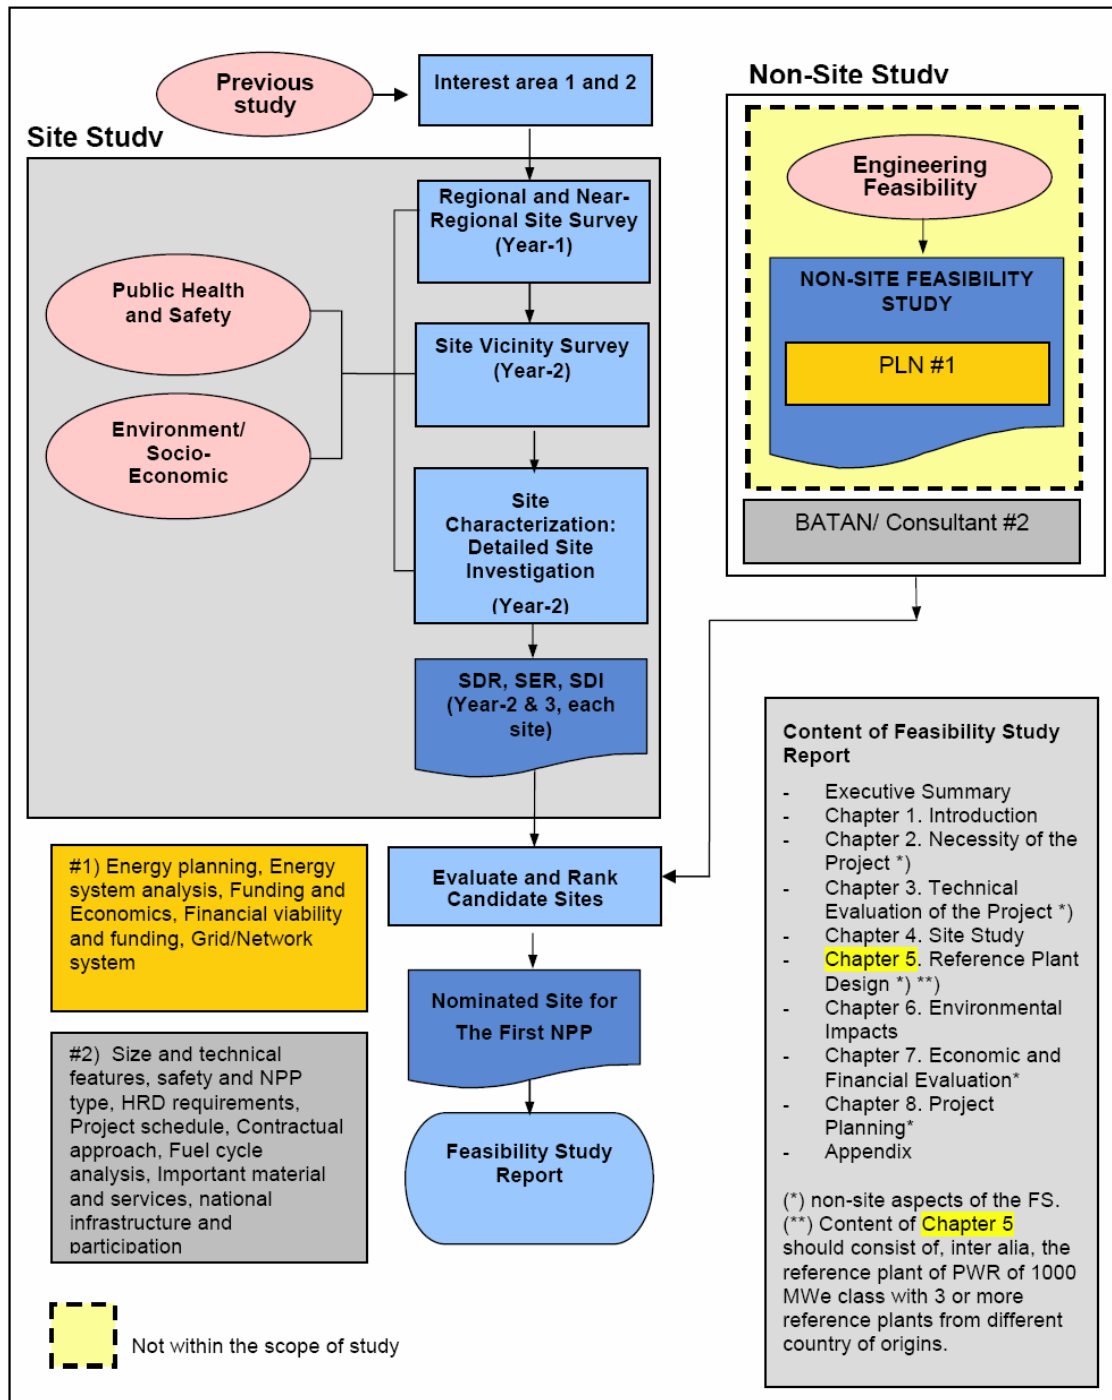 Previous
study
Interest area 1 and 2
Non-Site Study
Site Study
Engineering
Feasibility
Regional and Near-
Regional Site Survey
(Year-1)
Public Health
and Safety
NON-SITE FEASIBILITY
STUDY
Site Vicinity Survey
(Year-2)
PLN #1
Environment/
Socio-
Economic
Site
Characterization:
Detailed Site
Investigation
(Year-2)
BATAN/ Consultant #2
SDR, SER, SDI
(Year-2 & 3, each
site)
Evaluate and Rank
Candidate Sites
Nominated Site for
The First NPP
Feasibility Study
Report
#1) Energy planning, Energy
system analysis, Funding and
Economics, Financial viability
and funding, Grid/Network
system
#2)  Size and technical
features, safety and NPP
type, HRD requirements,
Project schedule, Contractual
approach, Fuel cycle
analysis, Important material
and services, national
infrastructure and
participation
Not within the scope of study
Content of Feasibility Study
Report
- Executive Summary
- Chapter 1. Introduction
- Chapter 2. Necessity of the
Project *)
- Chapter 3. Technical
Evaluation of the Project *)
- Chapter 4. Site Study
- Chapter 5. Reference Plant
Design *) **)
- Chapter 6. Environmental
Impacts
- Chapter 7. Economic and
Financial Evaluation*
- Chapter 8. Project
Planning*
- Appendix
(*) non-site aspects of the FS.
(**) Content of Chapter 5
should consist of, inter alia, the
reference plant of PWR of 1000
MWe class with 3 or more
reference plants from different
country of origins.